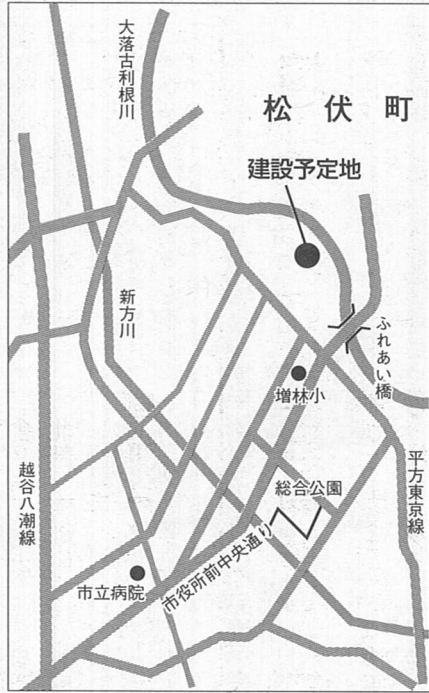 大落古利根川
松伏町
建設予定地
新方川
ふれあい橋
増林小
越谷八潮線
総合公園
平方東京線
市役所前中央通り
市立病院